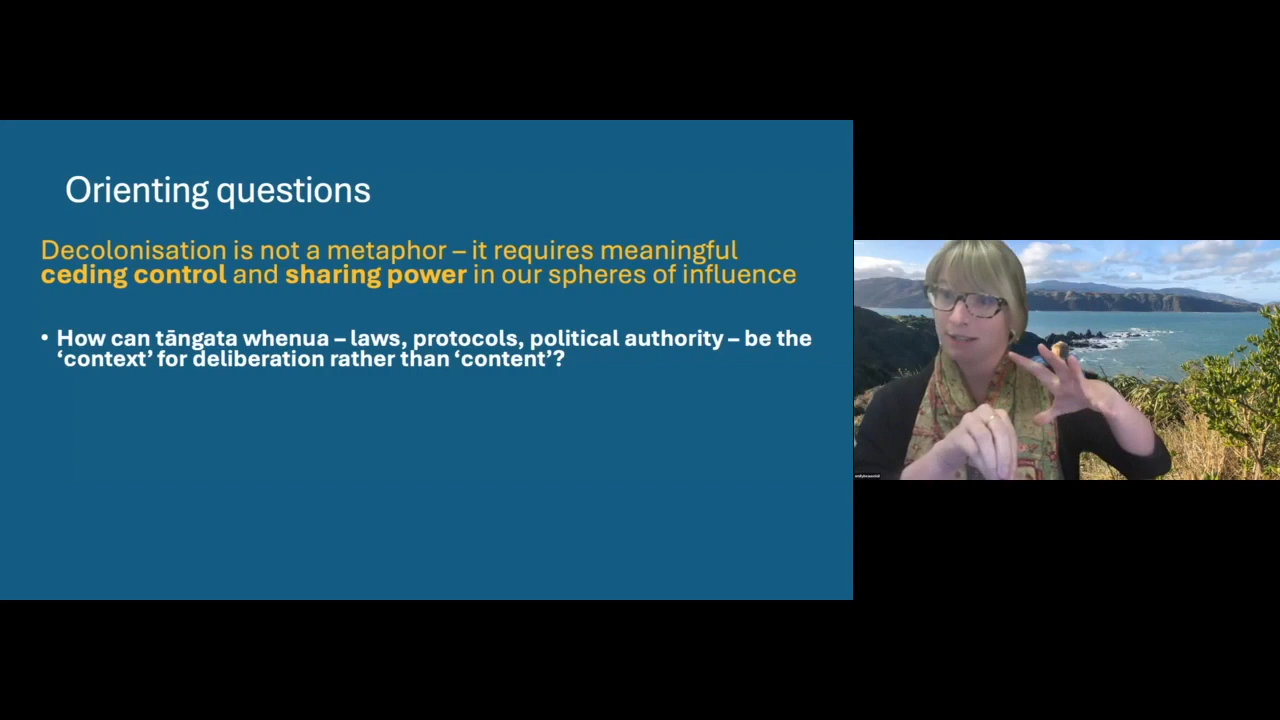 Orienting questions
Decolonisation is not a metaphor – it requires meaningful
ceding control and sharing power in our spheres of influence
• How can tāngata whenua – laws, protocols, political authority – be the
‘context’ for deliberation rather than ‘content’?